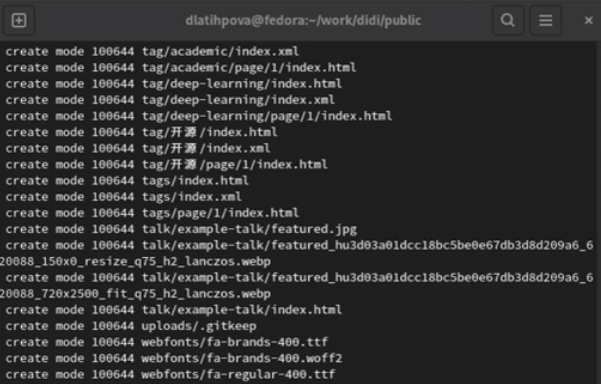 dlatihpova@fedora:~/work/didi/public
create mode 100644 tag/academic/index.xml
create mode 100644 tag/academic/page/1/index.html
create mode 100644 tag/deep-learning/index.html
create mode 100644 tag/deep-learning/index.xml
create mode 100644 tag/deep-learning/page/1/index.html
create mode 100644 tag/开源/index.html
create mode 100644 tag/开源/index.xml
create mode 100644 tag/开源/page/1/index.html
create mode 100644 tags/index.html
create mode 100644 tags/index.xml
create mode 100644 tags/page/1/index.html
create mode 100644 talk/example-talk/featured.jpg
create mode 100644 talk/example-talk/featured_hu3d03a01dcc18bc5be0e67db3d8d209a6_6
20088_150x0_resize_q75_h2_lanczos.webp
create mode 100644 talk/example-talk/featured_hu3d03a01dcc18bc5be0e67db3d8d209a6_6
20088_720x2500_fit_q75_h2_lanczos.webp
create mode 100644 talk/example-talk/index.html
create mode 100644 uploads/.gitkeep
create mode 100644 webfonts/fa-brands-400.ttf
create mode 100644 webfonts/fa-brands-400.woff2
create mode 100644 webfonts/fa-regular-400.ttf